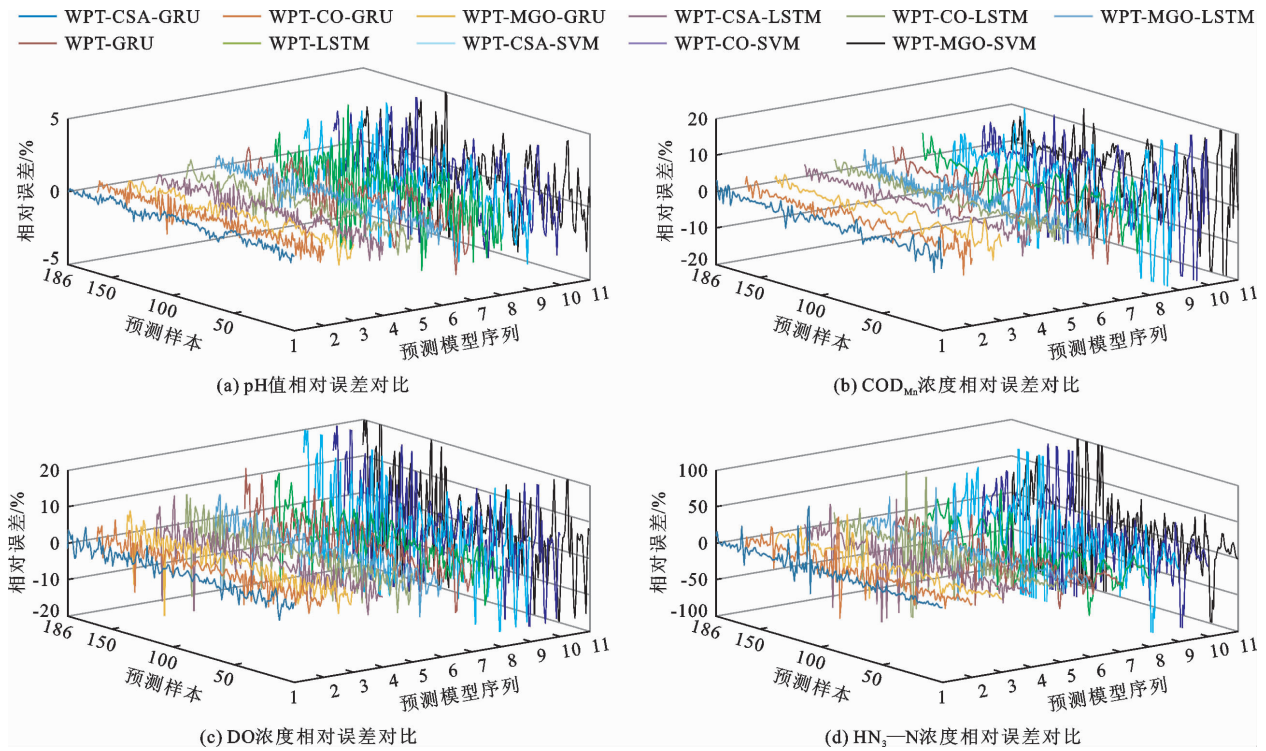 WPT-CSA-GRU WPT-CO-GRU WPT-MGO-GRU WPT-CSA-LSTM WPT-CO-LSTM WPT-MGO-LSTM
WPT-GRU WPT-LSTM WPT-CSA-SVM WPT-CO-SVM WPT-MGO-SVM
相对误差/%
5
0
-5
186 150 100 50 1
预测样本
2 3 4 5 6 7 8 9 10 11
预测模型序列
(a) pH值相对误差对比
相对误差/%
20
10
0
-10
-20
186 150 100 50 1
预测样本
2 3 4 5 6 7 8 9 10 11
预测模型序列
(b) CODMn浓度相对误差对比
相对误差/%
20
10
0
-10
-20
186 150 100 50 1
预测样本
2 3 4 5 6 7 8 9 10 11
预测模型序列
(c) DO浓度相对误差对比
相对误差/%
100
50
0
-50
-100
186 150 100 50 1
预测样本
2 3 4 5 6 7 8 9 10 11
预测模型序列
(d) HN3—N浓度相对误差对比